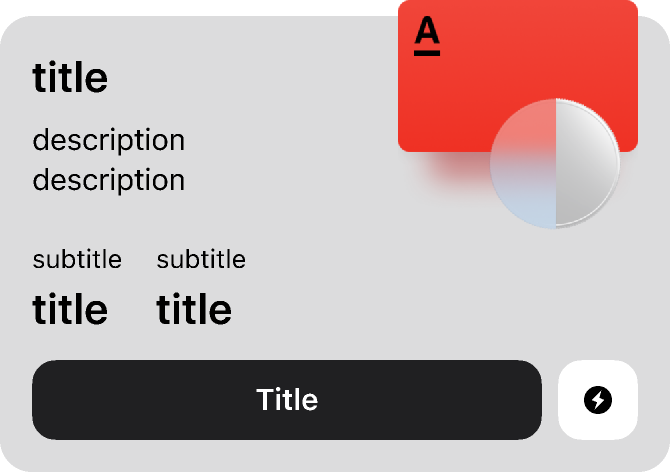 A
title
description
description
subtitle subtitle
title title
Title